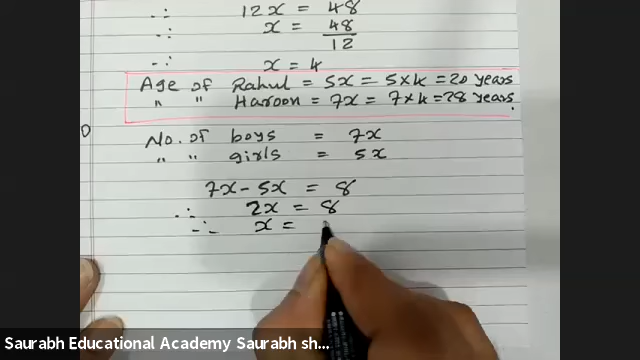 12x = 48
∴ x = 48/12
∴ x = 4
Age of Rahul = 5x = 5×4 = 20 years
" " Haroon = 7x = 7×4 = 28 years.
No. of boys = 7x
" " girls = 5x
7x - 5x = 8
∴ 2x = 8
∴ x =
Saurabh Educational Academy Saurabh sh...